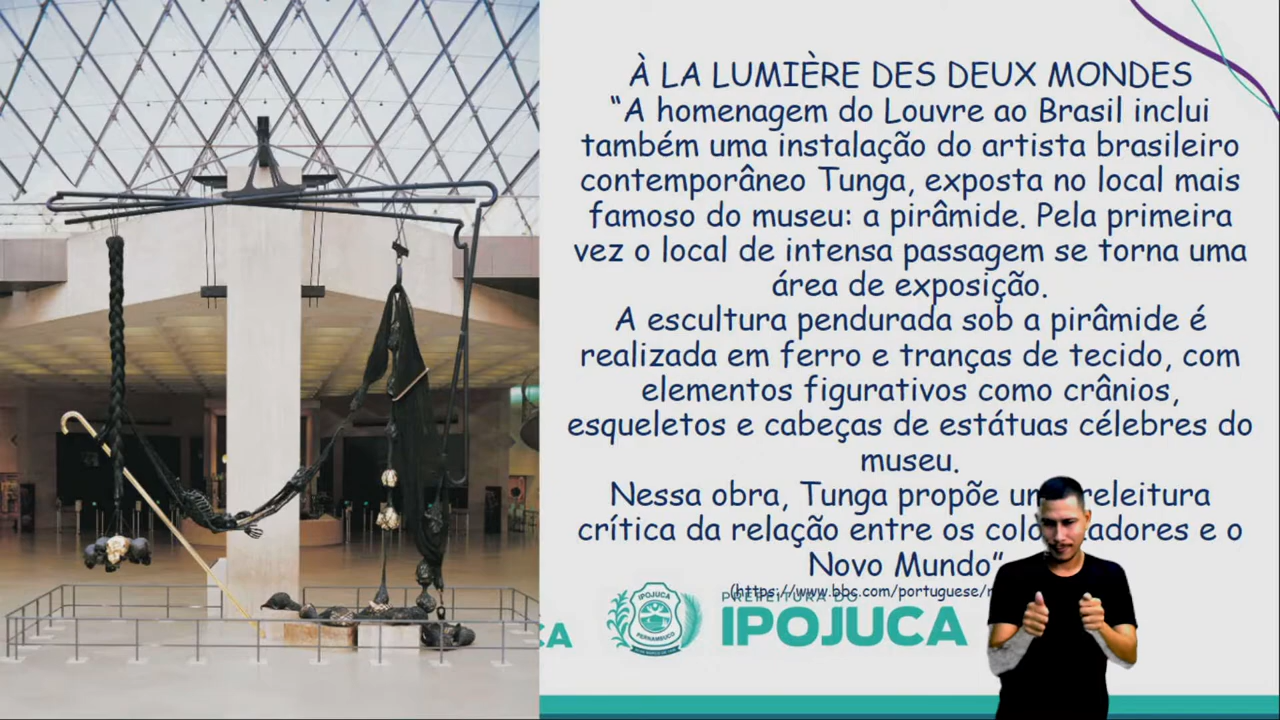 À LA LUMIÈRE DES DEUX MONDES
“A homenagem do Louvre ao Brasil inclui
também uma instalação do artista brasileiro
contemporâneo Tunga, exposta no local mais
famoso do museu: a pirâmide. Pela primeira
vez o local de intensa passagem se torna uma
área de exposição.
A escultura pendurada sob a pirâmide é
realizada em ferro e tranças de tecido, com
elementos figurativos como crânios,
esqueletos e cabeças de estátuas célebres do
museu.
Nessa obra, Tunga propõe releitura
crítica da relação entre os e o
Novo Mundo”
(https://www.bbc.com/portuguese/
PREFEITURA DO
IPOJUCA
IPOJUCA
PERNAMBUCO
CA